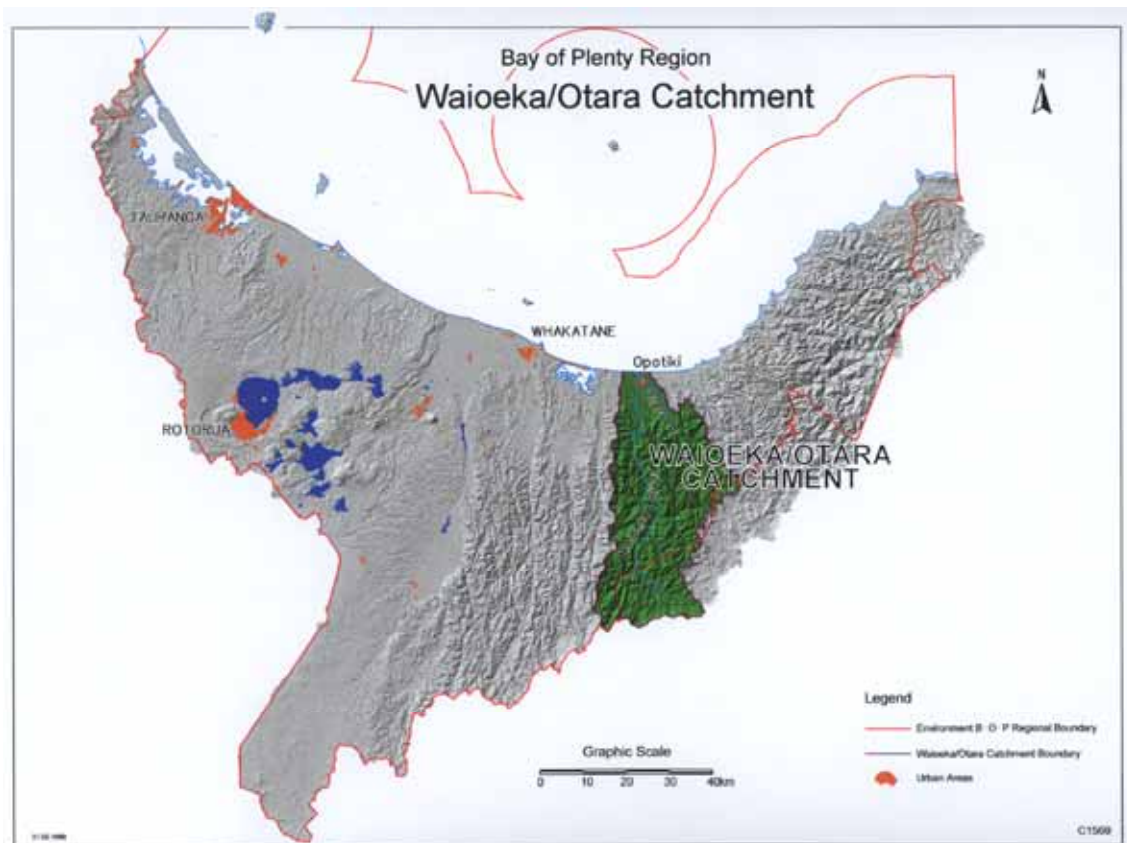 Bay of Plenty Region
Waioeka/Otara Catchment
N
TAURANGA
WHAKATANE
Opotiki
ROTORUA
WAIOEKA/OTARA
CATCHMENT
Legend
Environment B O P Regional Boundary
Waioeka/Otara Catchment Boundary
Urban Areas
Graphic Scale
0 10 20 30 40km
C1569